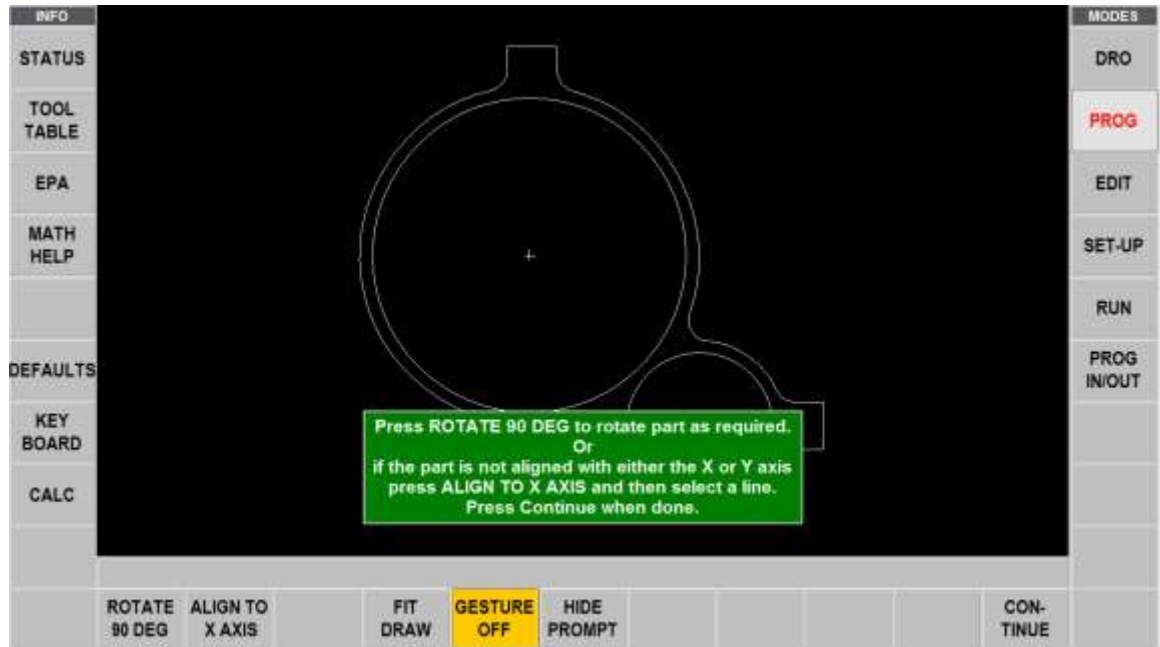 INFO
STATUS
TOOL
TABLE
EPA
MATH
HELP
DEFAULTS
KEY
BOARD
CALC
Press ROTATE 90 DEG to rotate part as required.
Or
if the part is not aligned with either the X or Y axis
press ALIGN TO X AXIS and then select a line.
Press Continue when done.
MODES
DRO
PROG
EDIT
SET-UP
RUN
PROG
IN/OUT
ROTATE
90 DEG
ALIGN TO
X AXIS
FIT
DRAW
GESTURE
OFF
HIDE
PROMPT
CON-
TINUE